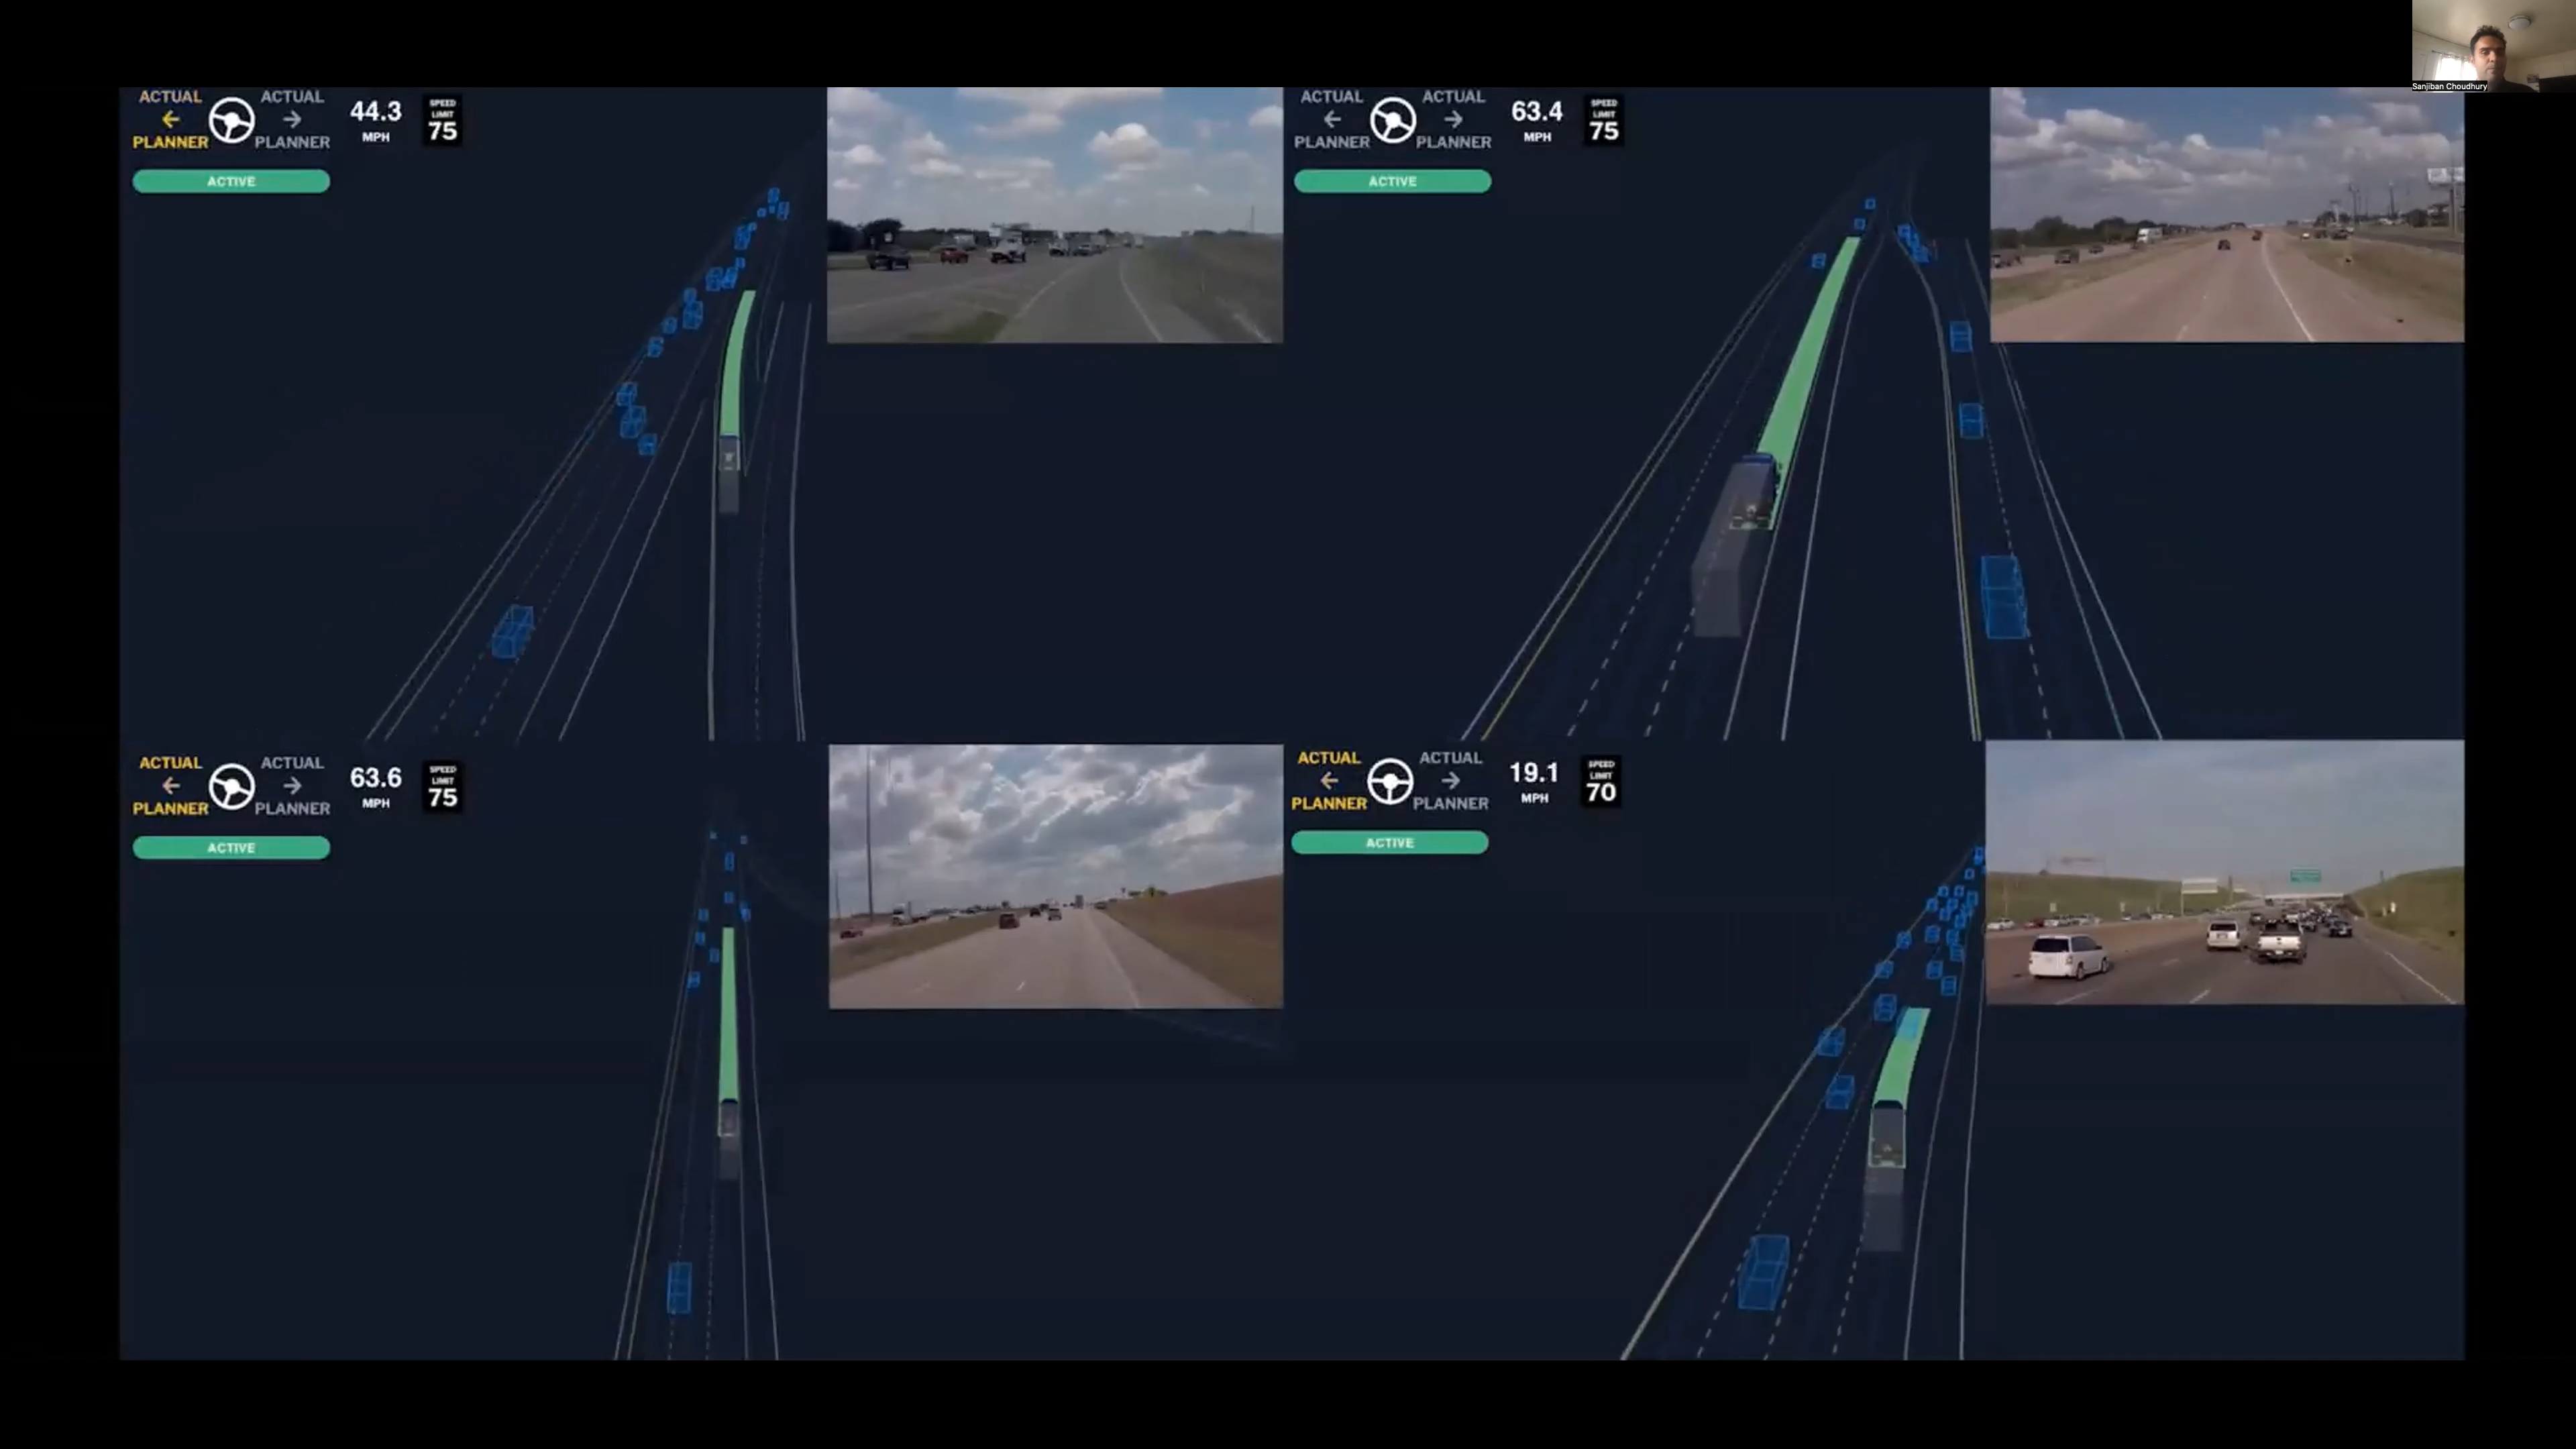 Sanjiban Choudhury
ACTUAL ACTUAL
← →
PLANNER PLANNER
44.3
MPH
SPEED
LIMIT
75
ACTIVE
ACTUAL ACTUAL
← →
PLANNER PLANNER
63.4
MPH
SPEED
LIMIT
75
ACTIVE
ACTUAL ACTUAL
← →
PLANNER PLANNER
63.6
MPH
SPEED
LIMIT
75
ACTIVE
ACTUAL ACTUAL
← →
PLANNER PLANNER
19.1
MPH
SPEED
LIMIT
70
ACTIVE